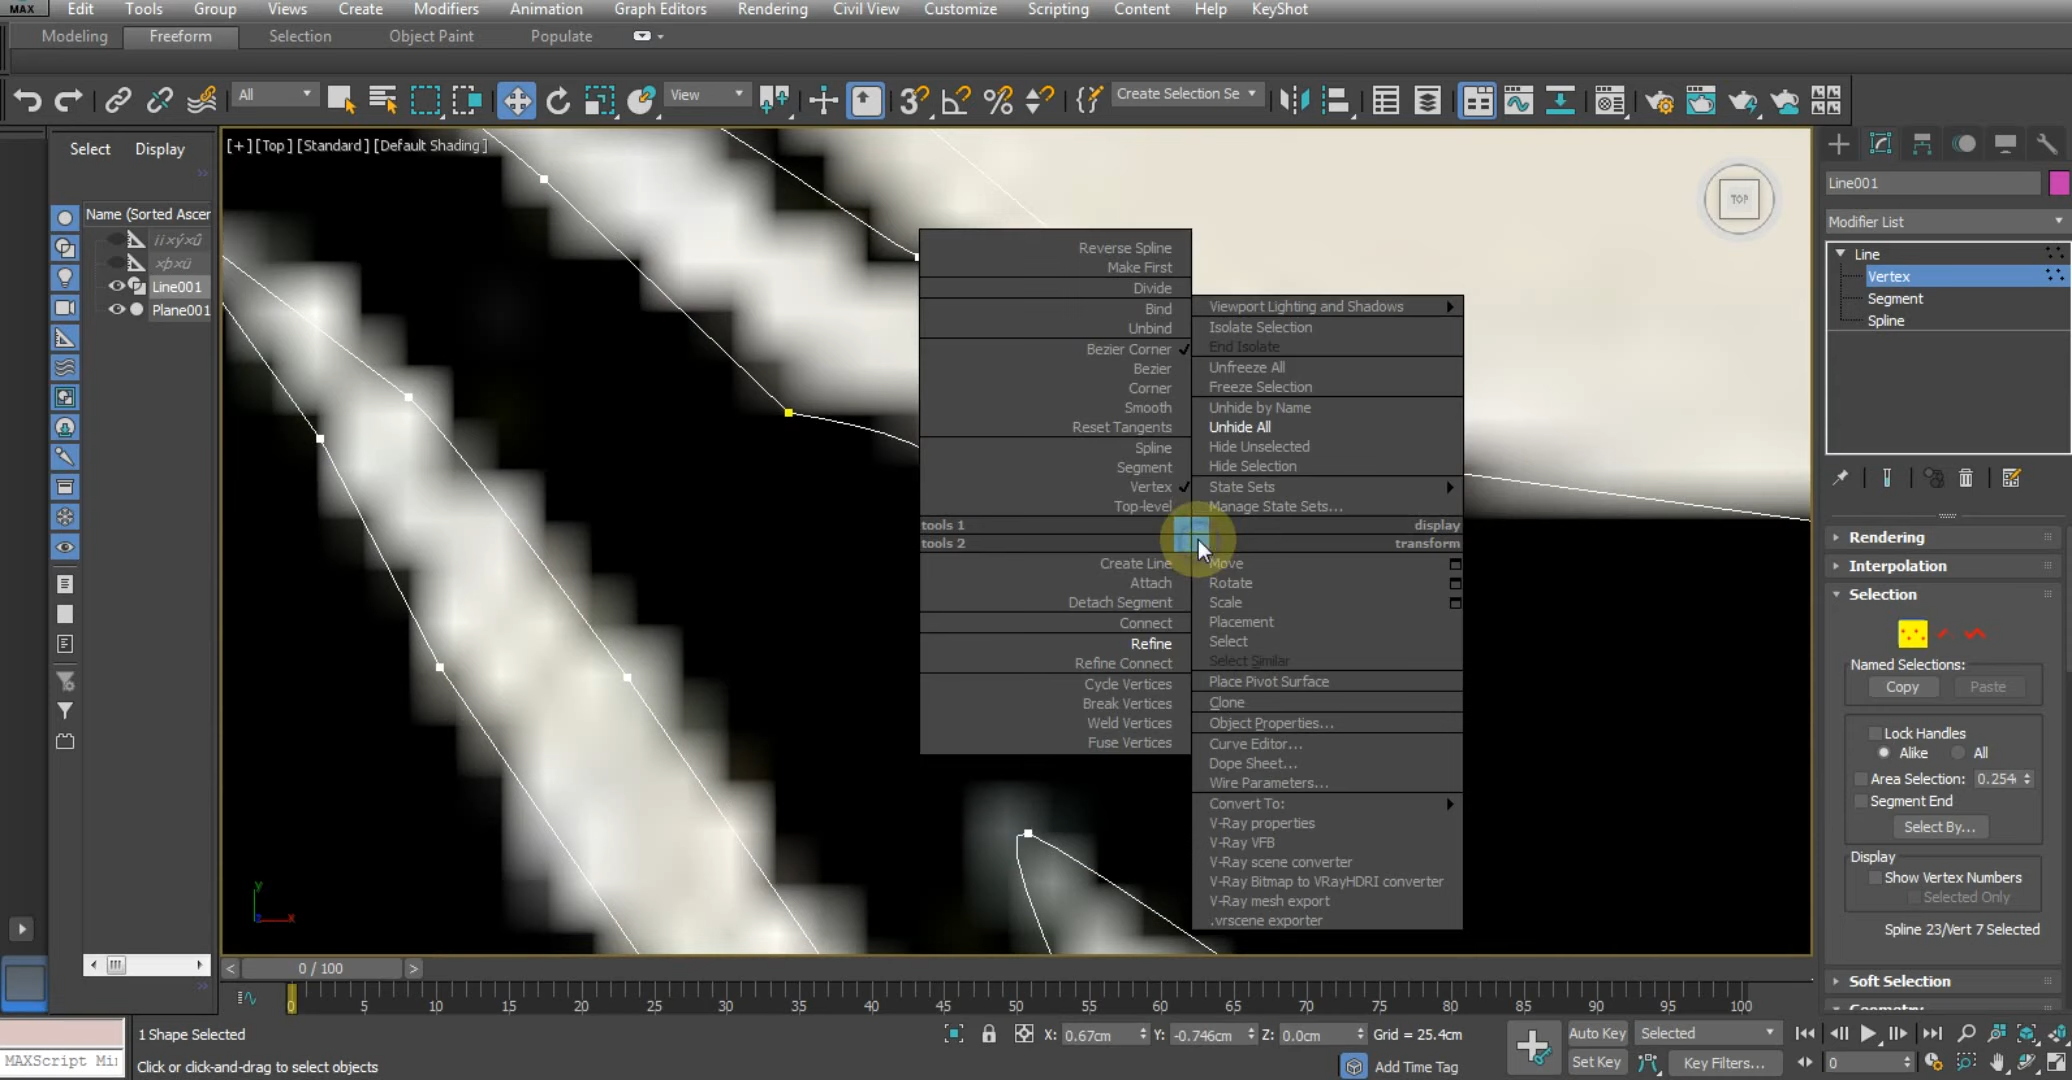 MAX Edit Tools Group Views Create Modifiers Animation Graph Editors Rendering Civil View Customize Scripting Content Help KeyShot
Modeling Freeform Selection Object Paint Populate
All View Create Selection Se
Select Display
[+] [Top] [Standard] [Default Shading]
TOP
Line001
Name (Sorted Ascer
Line001
Plane001
Modifier List
Line
Vertex
Segment
Spline
Reverse Spline
Make First
Divide
Bind
Unbind
Bezier Corner
Bezier
Corner
Smooth
Reset Tangents
Spline
Segment
Vertex
Top-level
tools 1
tools 2
Create Line
Attach
Detach Segment
Connect
Refine
Refine Connect
Cycle Vertices
Break Vertices
Weld Vertices
Fuse Vertices
Viewport Lighting and Shadows
Isolate Selection
End Isolate
Unfreeze All
Freeze Selection
Unhide by Name
Unhide All
Hide Unselected
Hide Selection
State Sets
Manage State Sets...
display
transform
Move
Rotate
Scale
Placement
Select
Select Similar
Place Pivot Surface
Clone
Object Properties...
Curve Editor...
Dope Sheet...
Wire Parameters...
Convert To:
V-Ray properties
V-Ray VFB
V-Ray scene converter
V-Ray Bitmap to VRayHDRI converter
V-Ray mesh export
.vrscene exporter
Rendering
Interpolation
Selection
Named Selections:
Copy Paste
Lock Handles
Alike All
Area Selection: 0.254
Segment End
Select By...
Display
Show Vertex Numbers
Selected Only
Spline 23/Vert 7 Selected
Soft Selection
Geometry
y
x
< 0 / 100 >
0 5 10 15 20 25 30 35 40 45 50 55 60 65 70 75 80 85 90 95 100
1 Shape Selected
X: 0.67cm Y: -0.746cm Z: 0.0cm Grid = 25.4cm
Auto Key Selected
MAXScript Mi
Click or click-and-drag to select objects
Add Time Tag
Set Key Key Filters...
0